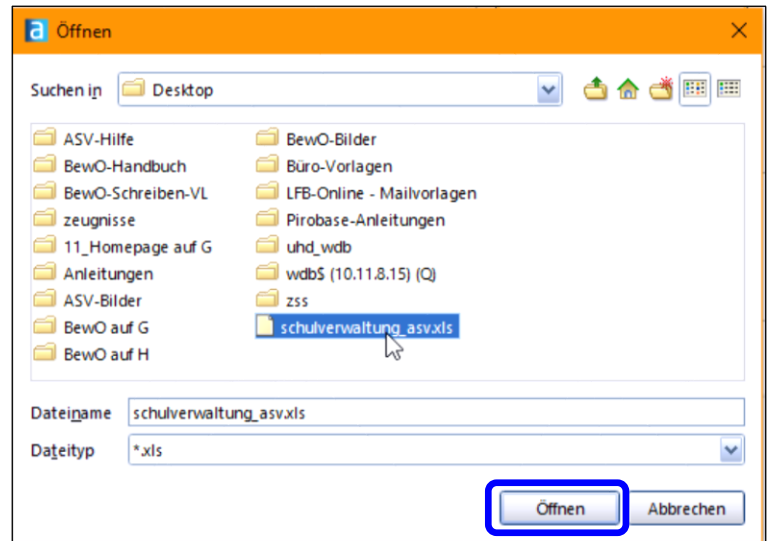 a Öffnen
Suchen in Desktop
ASV-Hilfe
BewO-Handbuch
BewO-Schreiben-VL
zeugnisse
11_Homepage auf G
Anleitungen
ASV-Bilder
BewO auf G
BewO auf H
BewO-Bilder
Büro-Vorlagen
LFB-Online - Mailvorlagen
Pirobase-Anleitungen
uhd_wdb
wdb$ (10.11.8.15) (Q)
zss
schulverwaltung_asv.xls
Dateiname schulverwaltung_asv.xls
Dateityp *.xls
Öffnen Abbrechen